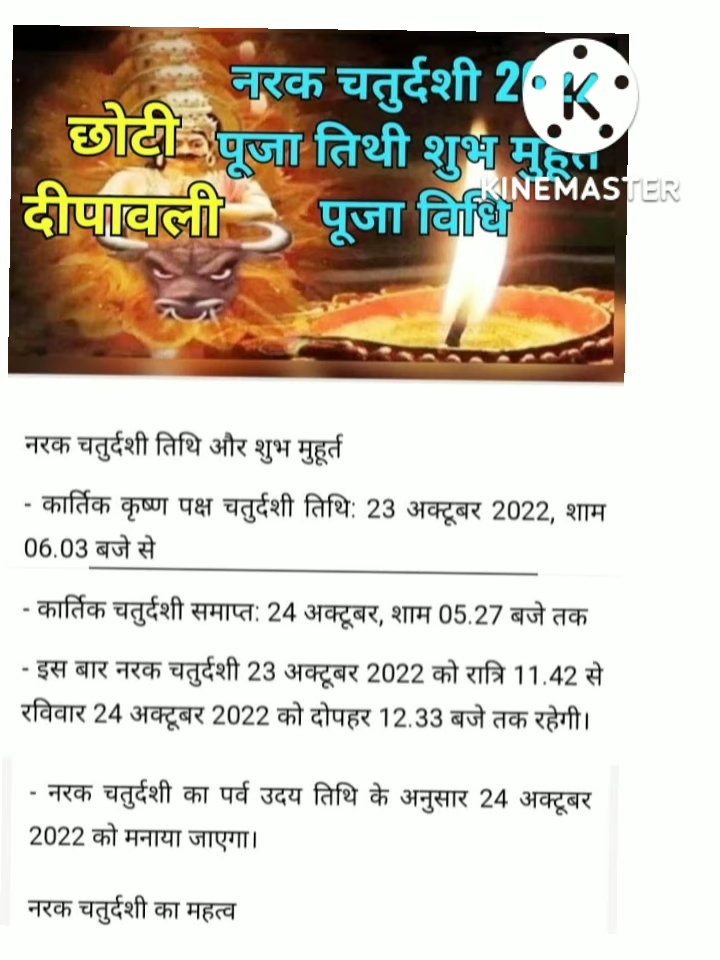 छोटी
दीपावली
नरक चतुर्दशी
पूजा तिथी शुभ मुहूर्त
पूजा विधि
KINEMASTER
नरक चतुर्दशी तिथि और शुभ मुहूर्त
- कार्तिक कृष्ण पक्ष चतुर्दशी तिथि: 23 अक्टूबर 2022, शाम
06.03 बजे से
- कार्तिक चतुर्दशी समाप्त: 24 अक्टूबर, शाम 05.27 बजे तक
- इस बार नरक चतुर्दशी 23 अक्टूबर 2022 को रात्रि 11.42 से
रविवार 24 अक्टूबर 2022 को दोपहर 12.33 बजे तक रहेगी।
- नरक चतुर्दशी का पर्व उदय तिथि के अनुसार 24 अक्टूबर
2022 को मनाया जाएगा।
नरक चतुर्दशी का महत्व